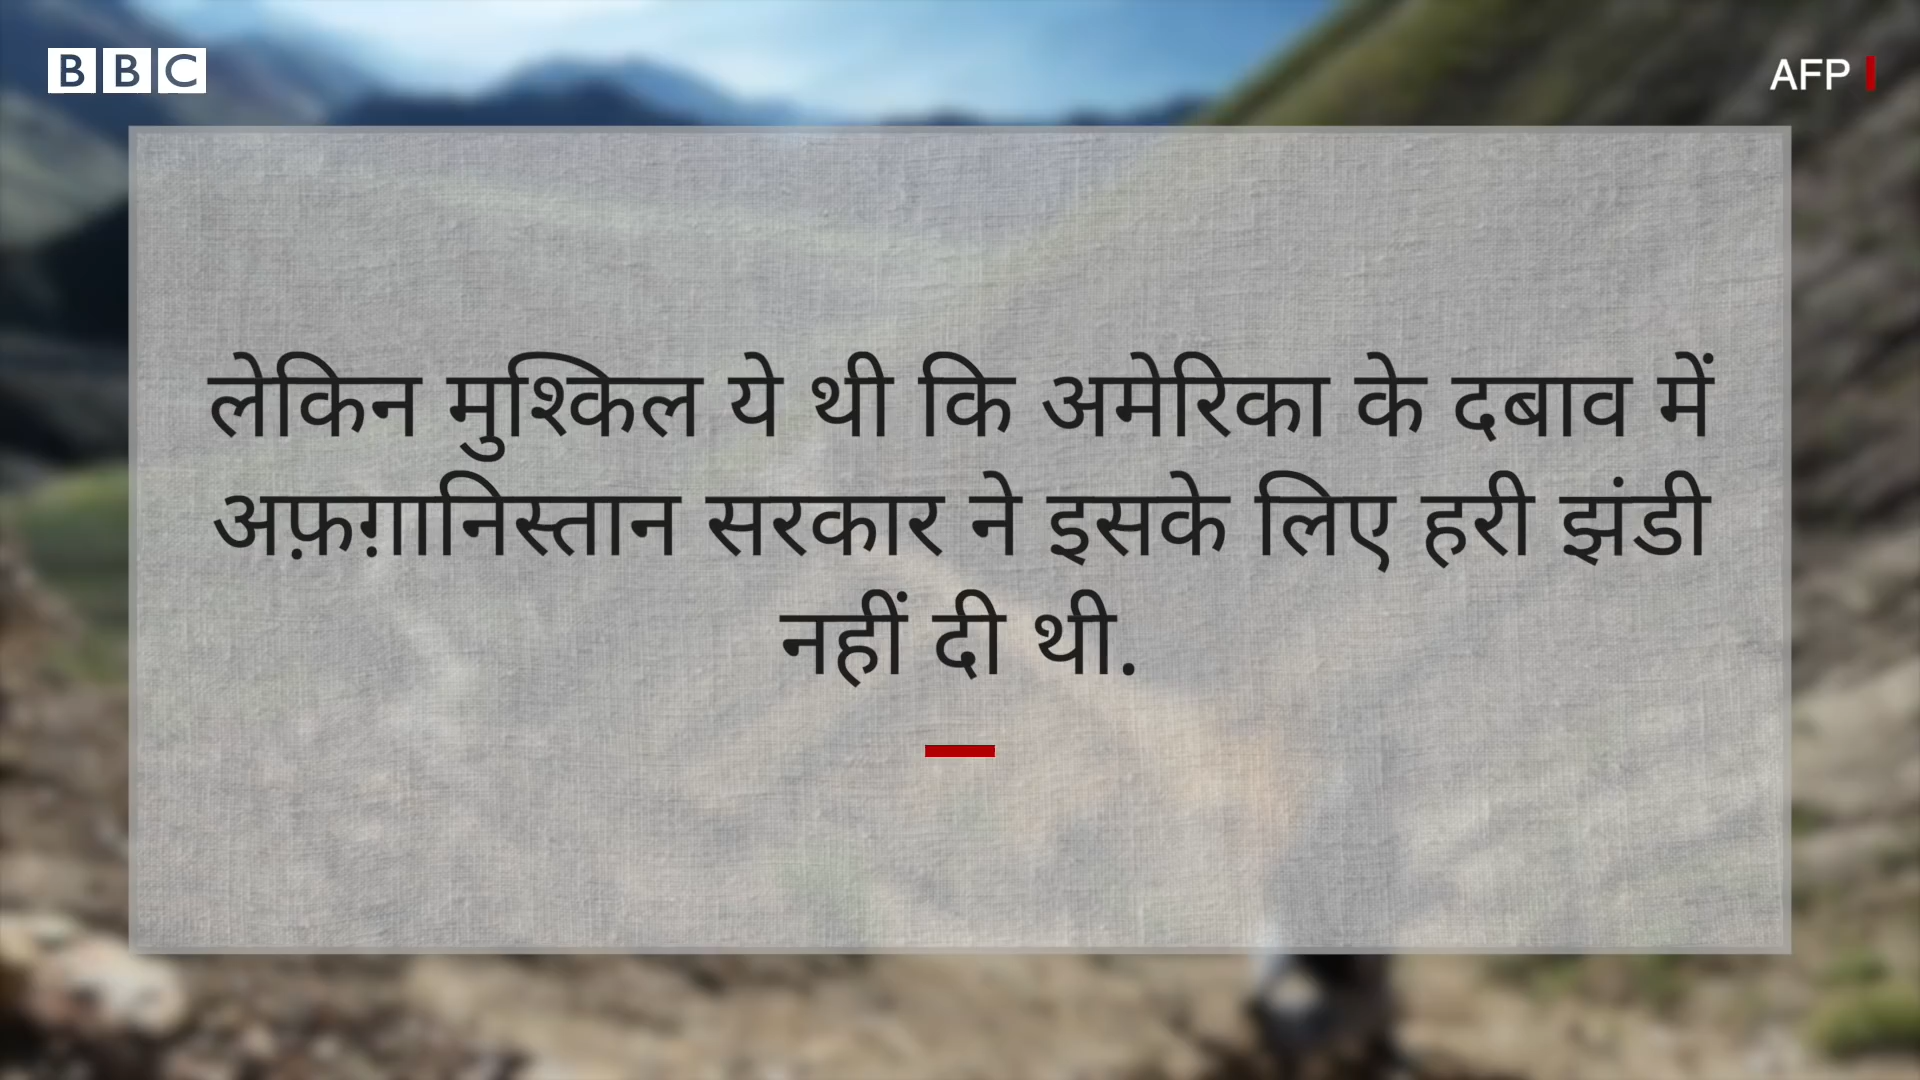 BBC
AFP
लेकिन मुश्किल ये थी कि अमेरिका के दबाव में
अफ़ग़ानिस्तान सरकार ने इसके लिए हरी झंडी
नहीं दी थी.